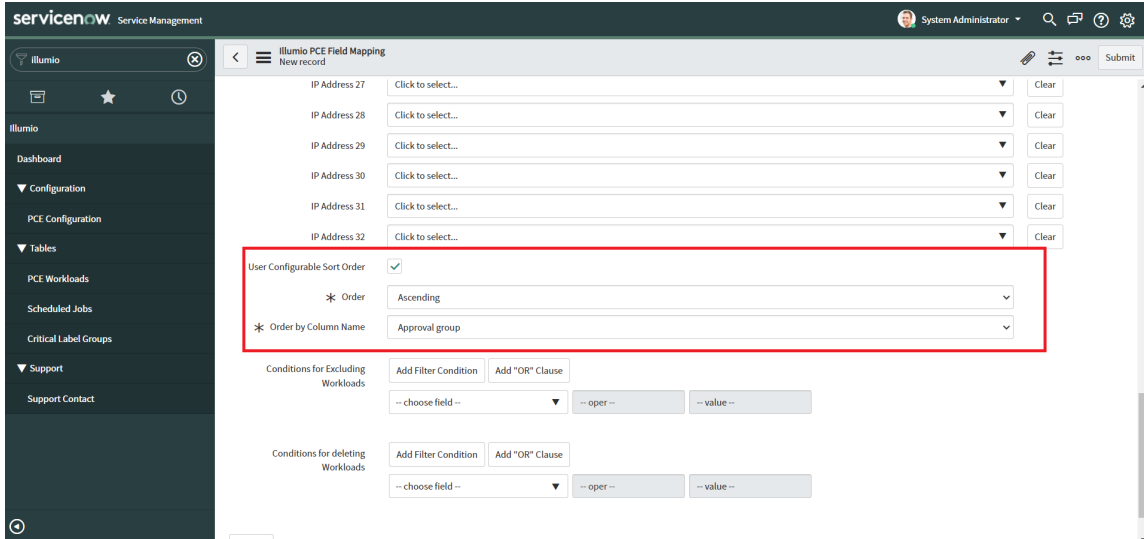 servicenow Service Management
System Administrator
illumio
Illumio PCE Field Mapping
New record
Submit
Illumio
Dashboard
Configuration
PCE Configuration
Tables
PCE Workloads
Scheduled Jobs
Critical Label Groups
Support
Support Contact
IP Address 27 Click to select... Clear
IP Address 28 Click to select... Clear
IP Address 29 Click to select... Clear
IP Address 30 Click to select... Clear
IP Address 31 Click to select... Clear
IP Address 32 Click to select... Clear
User Configurable Sort Order
Order Ascending
Order by Column Name Approval group
Conditions for Excluding Workloads Add Filter Condition Add "OR" Clause
-- choose field -- -- oper -- -- value --
Conditions for deleting Workloads Add Filter Condition Add "OR" Clause
-- choose field -- -- oper -- -- value --